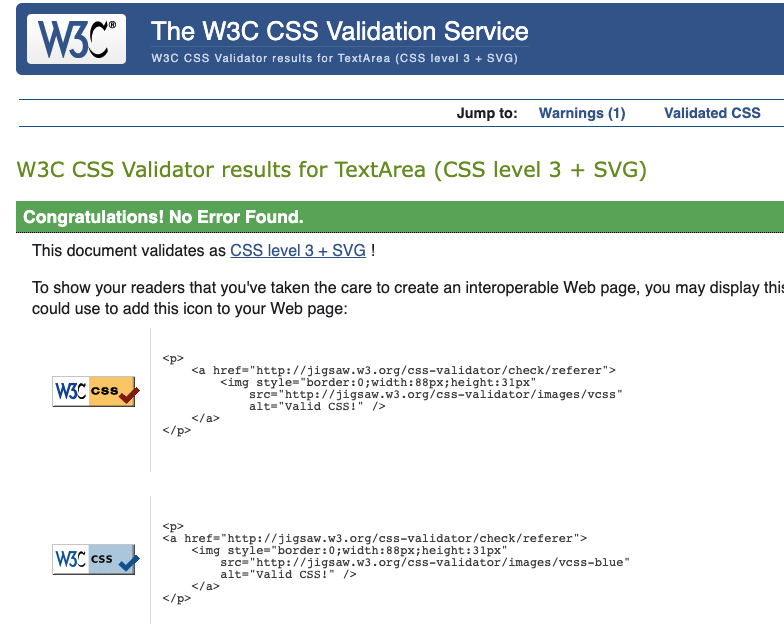 W3C®
The W3C CSS Validation Service
W3C CSS Validator results for TextArea (CSS level 3 + SVG)
Jump to: Warnings (1) Validated CSS
W3C CSS Validator results for TextArea (CSS level 3 + SVG)
Congratulations! No Error Found.
This document validates as CSS level 3 + SVG !
To show your readers that you've taken the care to create an interoperable Web page, you may display this
could use to add this icon to your Web page:
W3C css
<p>
<a href="http://jigsaw.w3.org/css-validator/check/referer">
<img style="border:0;width:88px;height:31px"
src="http://jigsaw.w3.org/css-validator/images/vcss"
alt="Valid CSS!" />
</a>
</p>
W3C css
<p>
<a href="http://jigsaw.w3.org/css-validator/check/referer">
<img style="border:0;width:88px;height:31px"
src="http://jigsaw.w3.org/css-validator/images/vcss-blue"
alt="Valid CSS!" />
</a>
</p>